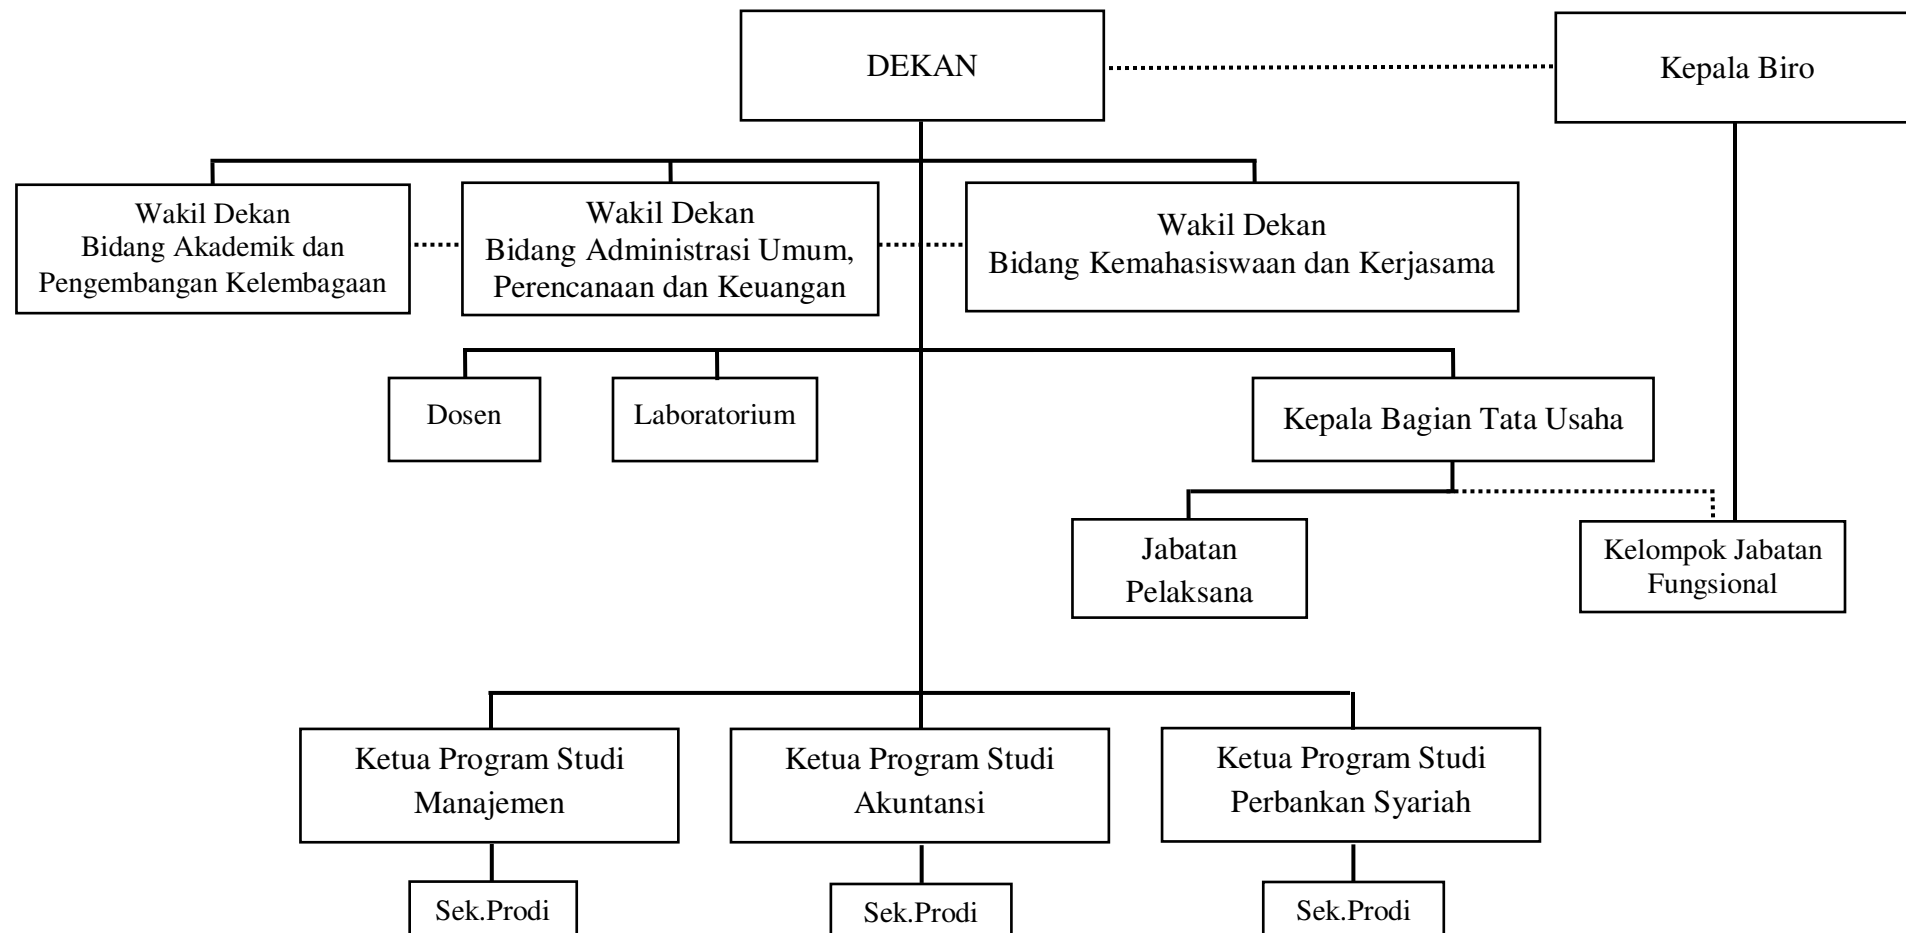 DEKAN
Kepala Biro
Wakil Dekan
Bidang Akademik dan
Pengembangan Kelembagaan
Wakil Dekan
Bidang Administrasi Umum,
Perencanaan dan Keuangan
Wakil Dekan
Bidang Kemahasiswaan dan Kerjasama
Dosen
Laboratorium
Kepala Bagian Tata Usaha
Jabatan
Pelaksana
Kelompok Jabatan
Fungsional
Ketua Program Studi
Manajemen
Ketua Program Studi
Akuntansi
Ketua Program Studi
Perbankan Syariah
Sek.Prodi
Sek.Prodi
Sek.Prodi